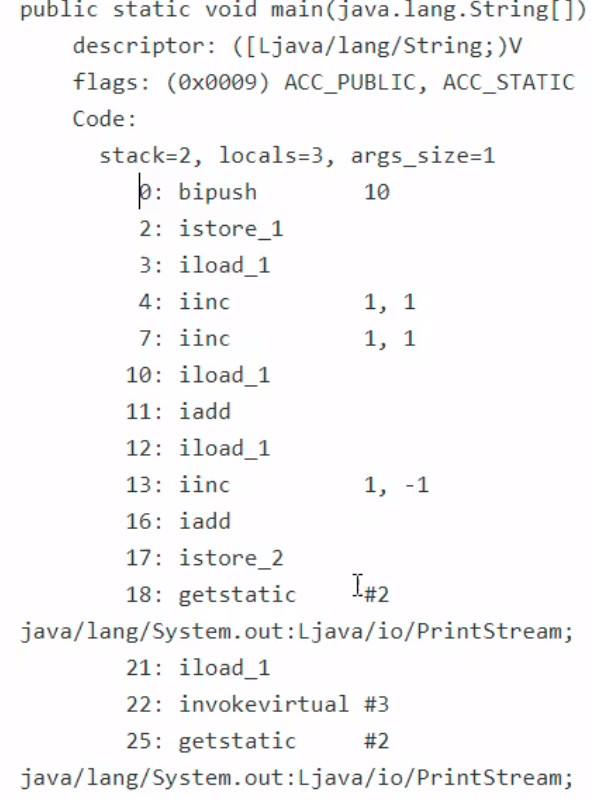 public static void main(java.lang.String[])
descriptor: ([Ljava/lang/String;)V
flags: (0x0009) ACC_PUBLIC, ACC_STATIC
Code:
stack=2, locals=3, args_size=1
0: bipush 10
2: istore_1
3: iload_1
4: iinc 1, 1
7: iinc 1, 1
10: iload_1
11: iadd
12: iload_1
13: iinc 1, -1
16: iadd
17: istore_2
18: getstatic #2
java/lang/System.out:Ljava/io/PrintStream;
21: iload_1
22: invokevirtual #3
25: getstatic #2
java/lang/System.out:Ljava/io/PrintStream;